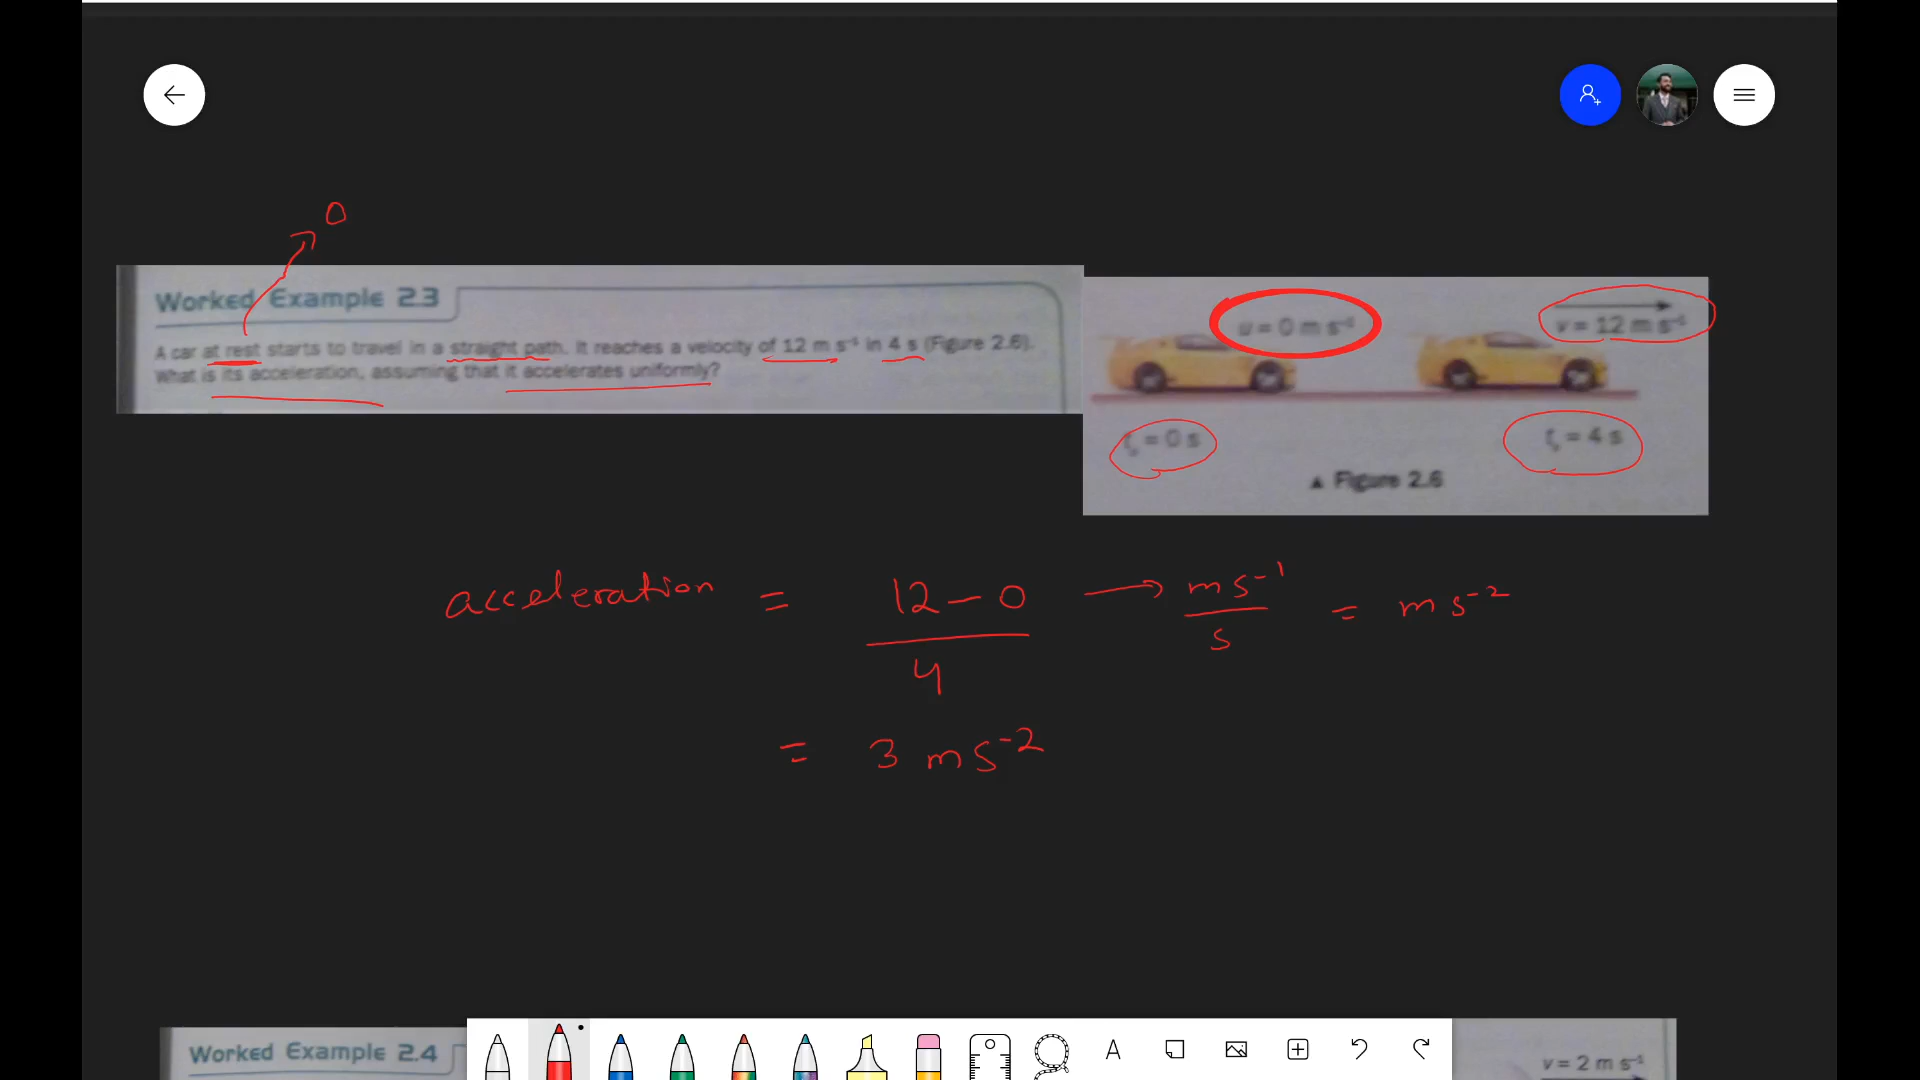 0
Worked Example 2.3
A car at rest starts to travel in a straight path. It reaches a velocity of 12 m s⁻¹ in 4 s (Figure 2.6).
What is its acceleration, assuming that it accelerates uniformly?
u = 0 m s⁻¹
v = 12 m s⁻¹
= 0 s
= 4 s
▲ Figure 2.6
acceleration = 12 - 0 / 4 → m s⁻¹ / s = m s⁻²
= 3 m s⁻²
Worked Example 2.4
v = 2 m s⁻¹
A